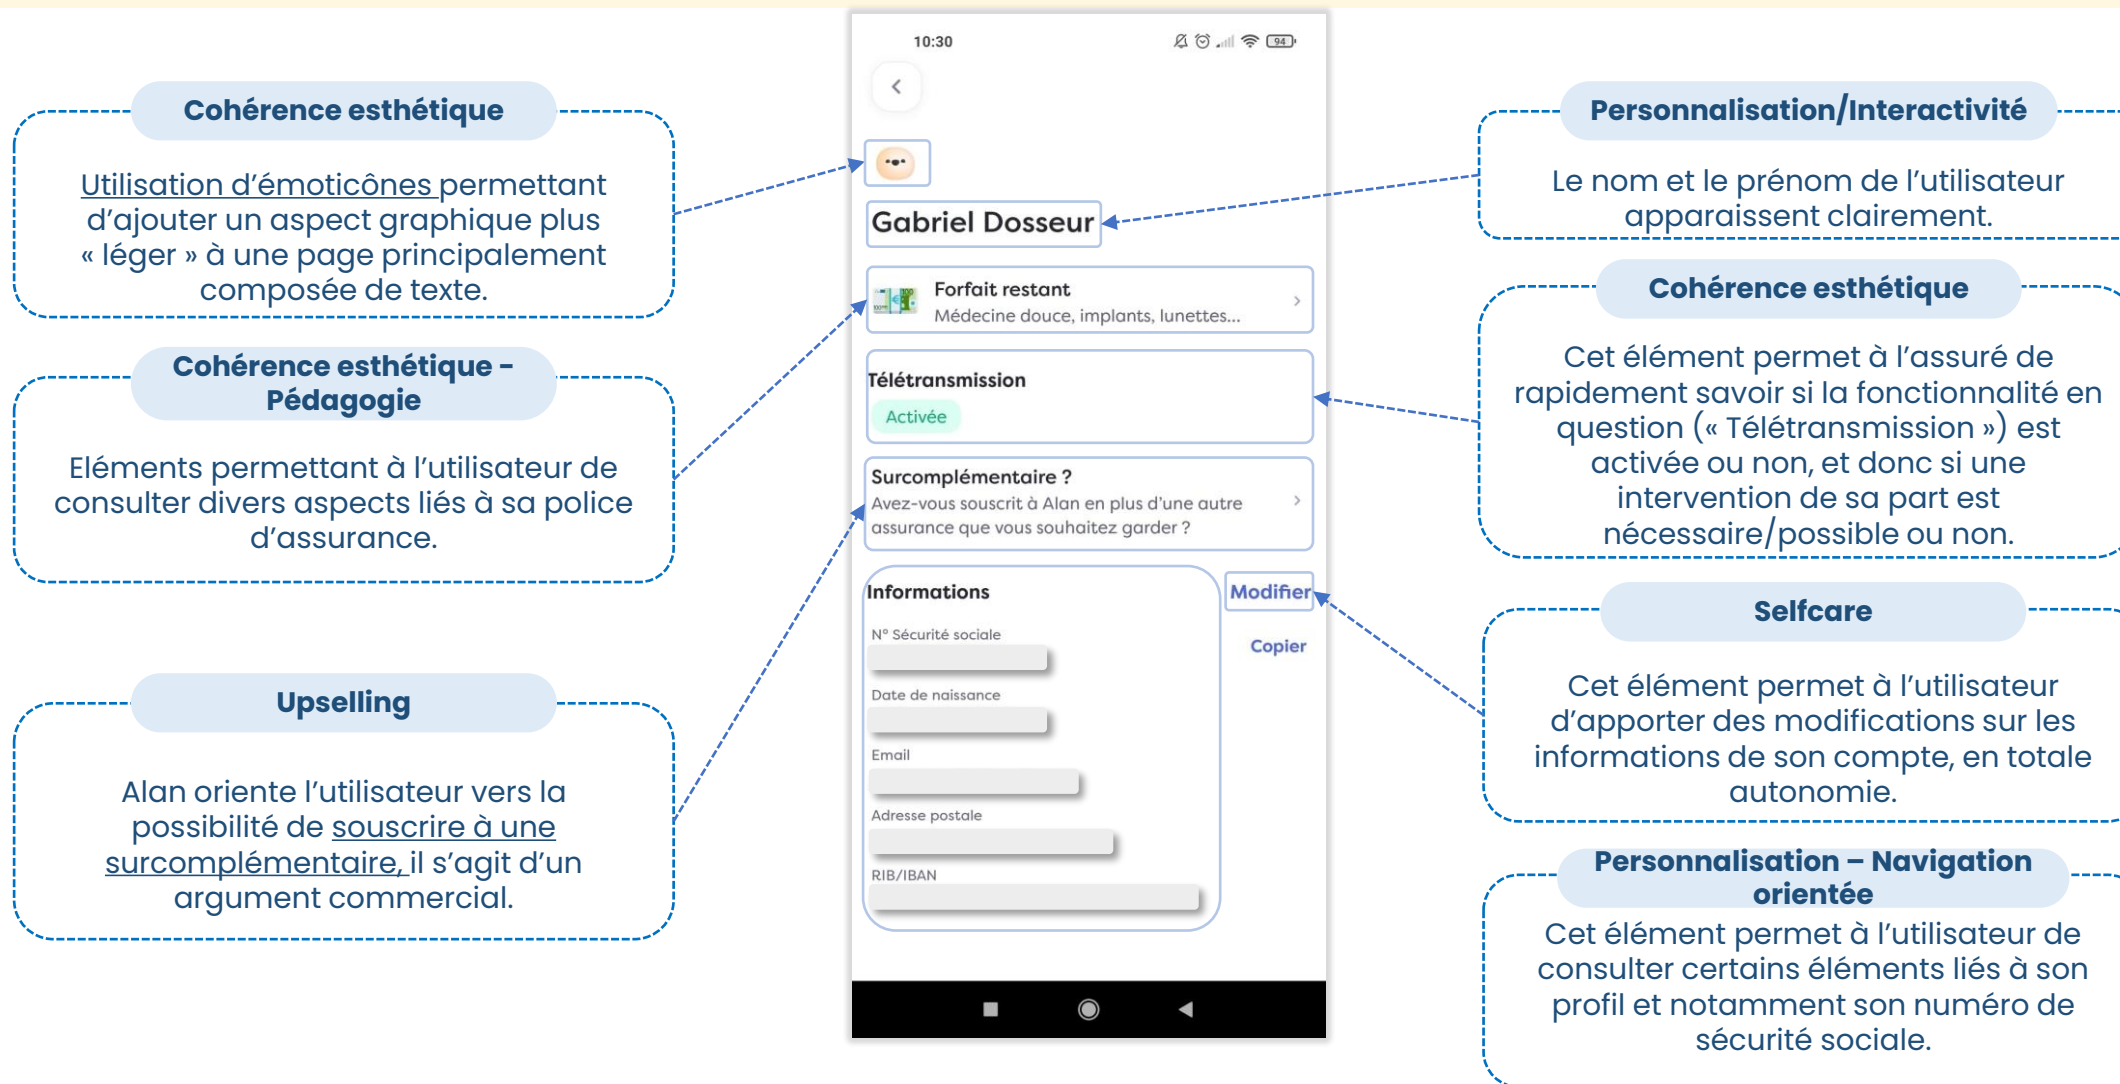 Cohérence esthétique
Utilisation d’émoticônes permettant
d’ajouter un aspect graphique plus
« léger » à une page principalement
composée de texte.
Cohérence esthétique -
Pédagogie
Eléments permettant à l’utilisateur de
consulter divers aspects liés à sa police
d’assurance.
Upselling
Alan oriente l’utilisateur vers la
possibilité de souscrire à une
surcomplémentaire, il s’agit d’un
argument commercial.
10:30
94
Gabriel Dosseur
Forfait restant
Médecine douce, implants, lunettes...
Télétransmission
Activée
Surcomplémentaire ?
Avez-vous souscrit à Alan en plus d’une autre
assurance que vous souhaitez garder ?
Informations
Modifier
N° Sécurité sociale
Copier
Date de naissance
Email
Adresse postale
RIB/IBAN
Personnalisation/Interactivité
Le nom et le prénom de l’utilisateur
apparaissent clairement.
Cohérence esthétique
Cet élément permet à l’assuré de
rapidement savoir si la fonctionnalité en
question (« Télétransmission ») est
activée ou non, et donc si une
intervention de sa part est
nécessaire/possible ou non.
Selfcare
Cet élément permet à l’utilisateur
d’apporter des modifications sur les
informations de son compte, en totale
autonomie.
Personnalisation – Navigation
orientée
Cet élément permet à l’utilisateur de
consulter certains éléments liés à son
profil et notamment son numéro de
sécurité sociale.